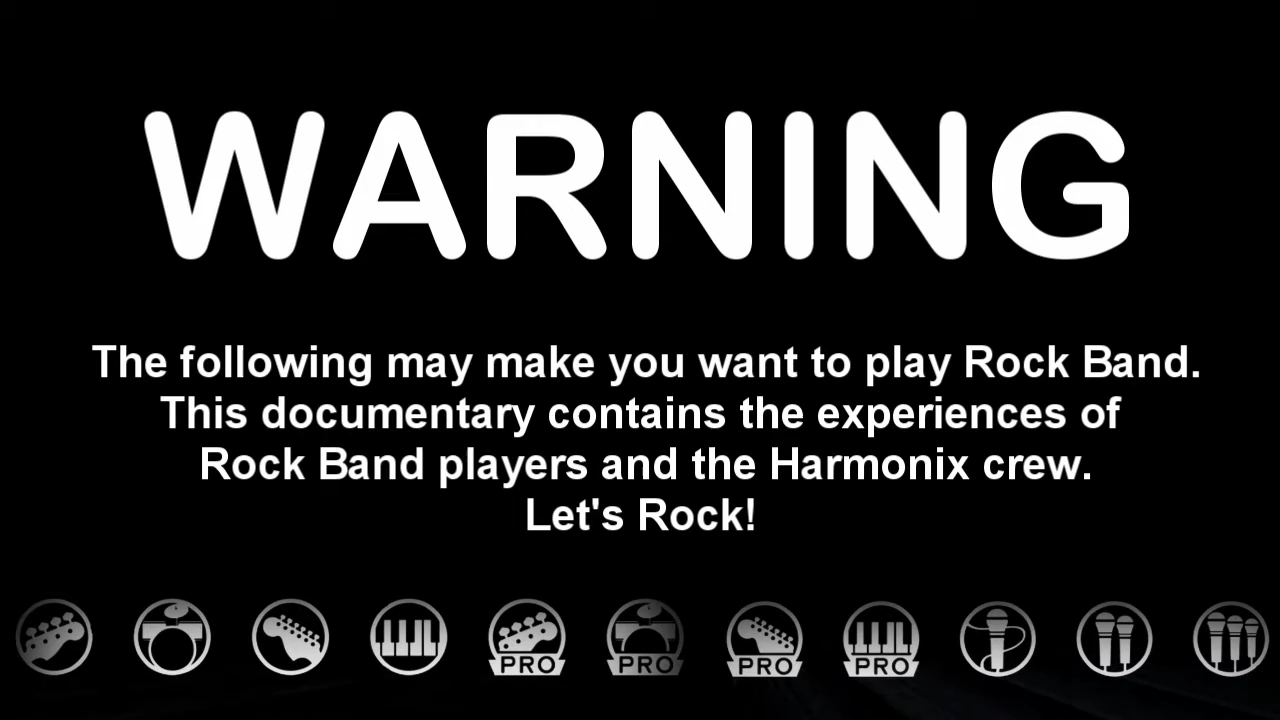 WARNING
The following may make you want to play Rock Band.
This documentary contains the experiences of
Rock Band players and the Harmonix crew.
Let's Rock!
PRO PRO PRO PRO